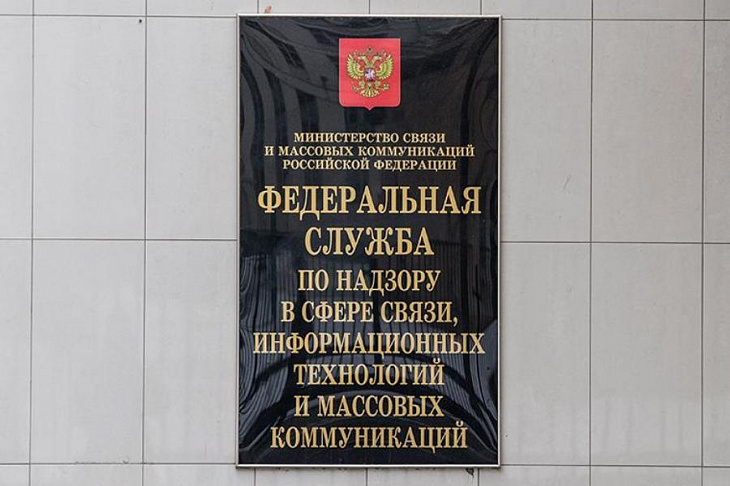 МИНИСТЕРСТВО СВЯЗИ
И МАССОВЫХ КОММУНИКАЦИЙ
РОССИЙСКОЙ ФЕДЕРАЦИИ
ФЕДЕРАЛЬНАЯ
СЛУЖБА
ПО НАДЗОРУ
В СФЕРЕ СВЯЗИ,
ИНФОРМАЦИОННЫХ
ТЕХНОЛОГИЙ
И МАССОВЫХ
КОММУНИКАЦИЙ